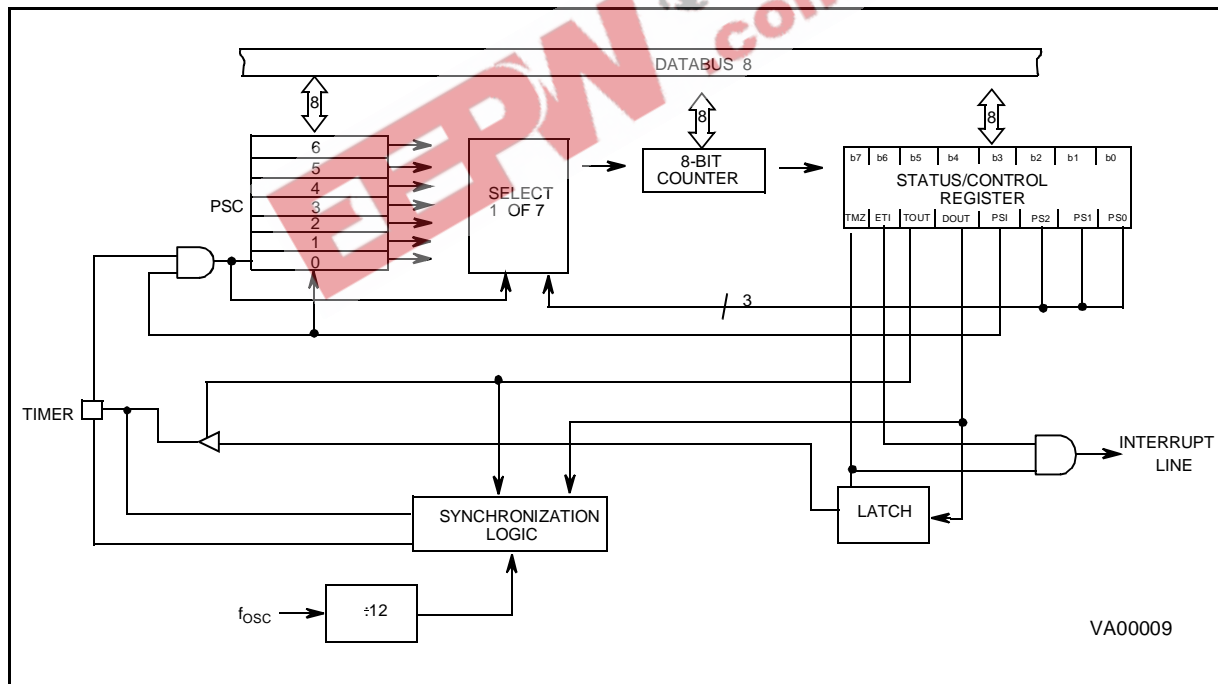 EEPW.com
DATABUS 8
8
8
8
6
5
4
3
2
1
0
PSC
SELECT
1 OF 7
8-BIT
COUNTER
b7 b6 b5 b4 b3 b2 b1 b0
STATUS/CONTROL
REGISTER
TMZ ETI TOUT DOUT PSI PS2 PS1 PS0
3
TIMER
INTERRUPT
LINE
LATCH
SYNCHRONIZATION
LOGIC
fOSC
÷12
VA00009